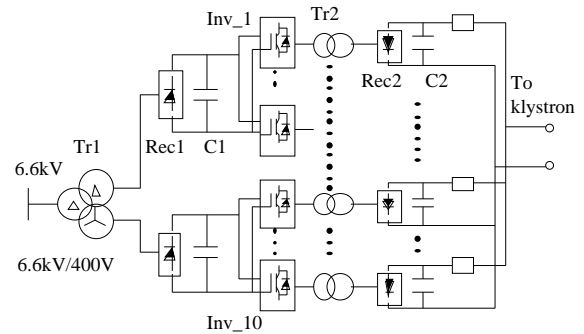 Inv_1
Tr2
Rec2
C2
To
klystron
Tr1
Rec1
C1
6.6kV
6.6kV/400V
Inv_10